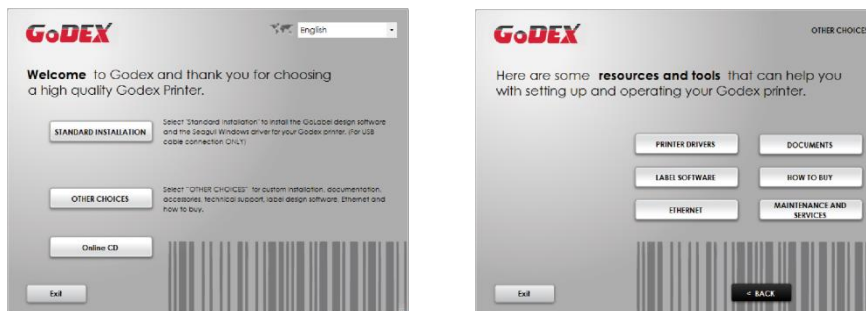 GoDEX
English
Welcome to Godex and thank you for choosing
a high quality Godex Printer.
STANDARD INSTALLATION
Select "Standard Installation" to install the GoLabel design software
and the Seagull Windows driver for your Godex printer. (For USB
cable connection ONLY)
OTHER CHOICES
Select "OTHER CHOICES" for custom installation, documentation,
accessories, technical support, label design software, Ethernet and
how to buy.
Online CD
Exit
GoDEX
OTHER CHOICES
Here are some resources and tools that can help you
with setting up and operating your Godex printer.
PRINTER DRIVERS
DOCUMENTS
LABEL SOFTWARE
HOW TO BUY
ETHERNET
MAINTENANCE AND
SERVICES
Exit
< BACK